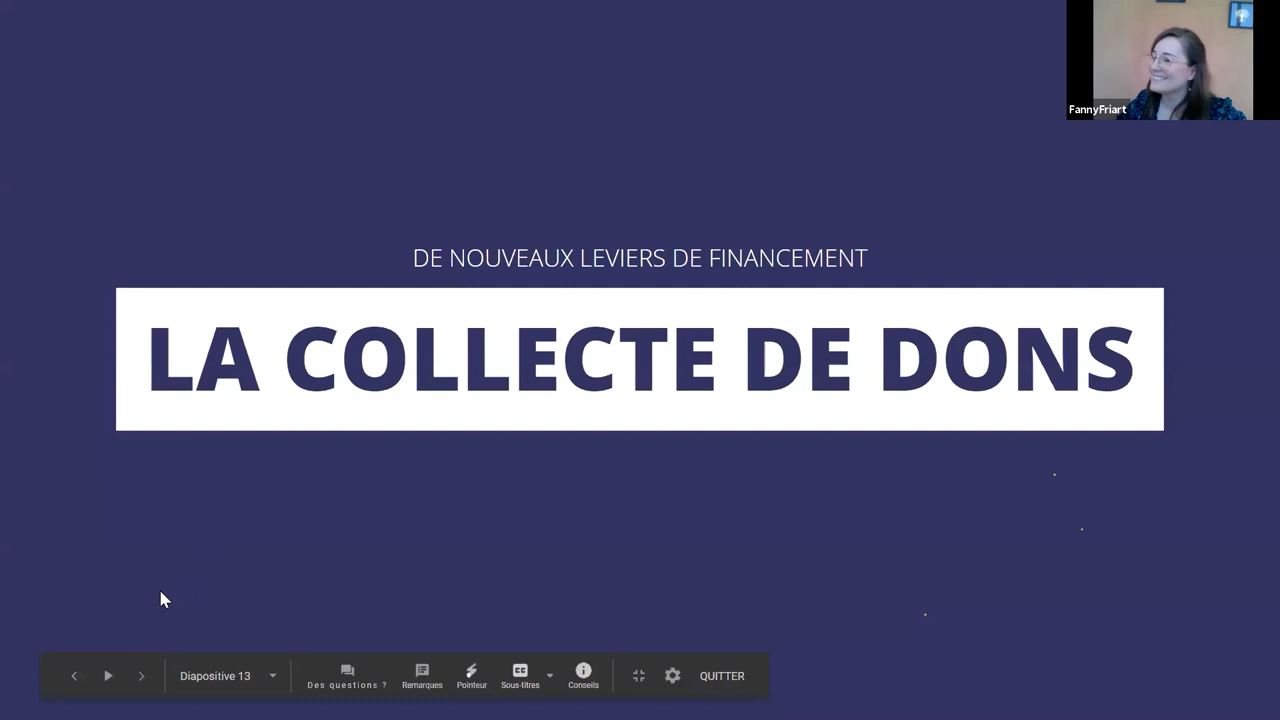 FannyFriart
DE NOUVEAUX LEVIERS DE FINANCEMENT
LA COLLECTE DE DONS
Diapositive 13
Des questions ?
Remarques
Pointeur
CC
Sous-titres
Conseils
QUITTER